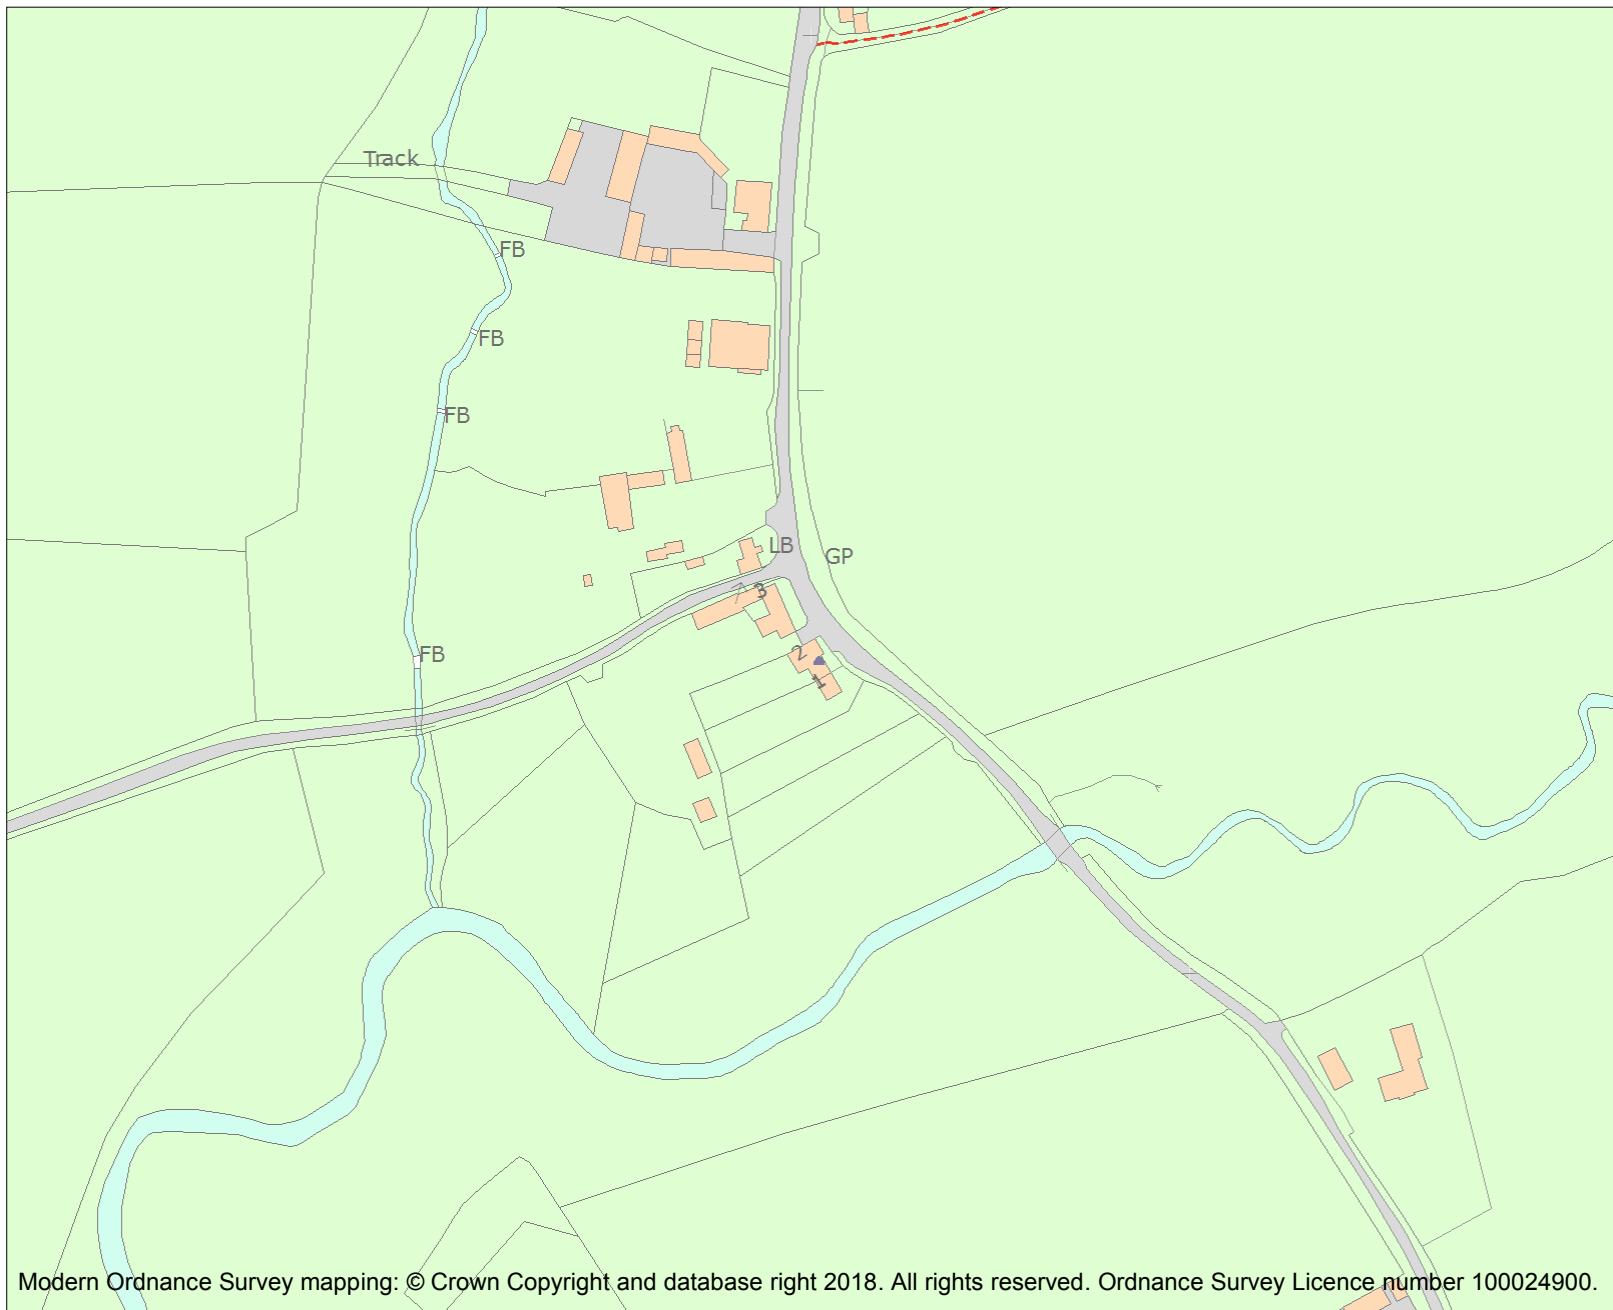 Track
FB
FB
FB
LB
GP
3
FB
2
1
Modern Ordnance Survey mapping: © Crown Copyright and database right 2018. All rights reserved. Ordnance Survey Licence number 100024900.